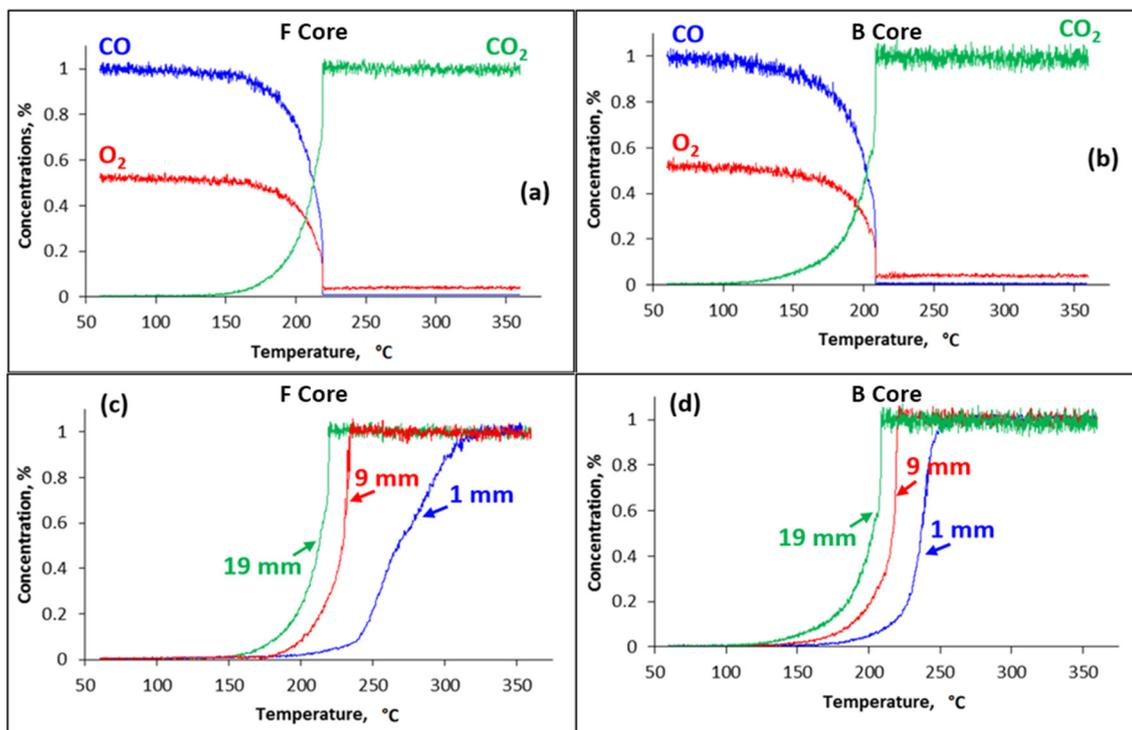 F Core
CO
CO2
O2
(a)
Concentrations, %
1
0.8
0.6
0.4
0.2
0
50 100 150 200 250 300 350
Temperature, °C
B Core
CO
CO2
O2
(b)
Concentration, %
1
0.8
0.6
0.4
0.2
0
50 100 150 200 250 300 350
Temperature, °C
(c)
F Core
Concentration, %
1
0.8
0.6
0.4
0.2
0
9 mm
1 mm
19 mm
50 100 150 200 250 300 350
Temperature, °C
(d)
B Core
Concentration, %
1
0.8
0.6
0.4
0.2
0
9 mm
19 mm
1 mm
50 100 150 200 250 300 350
Temperature, °C